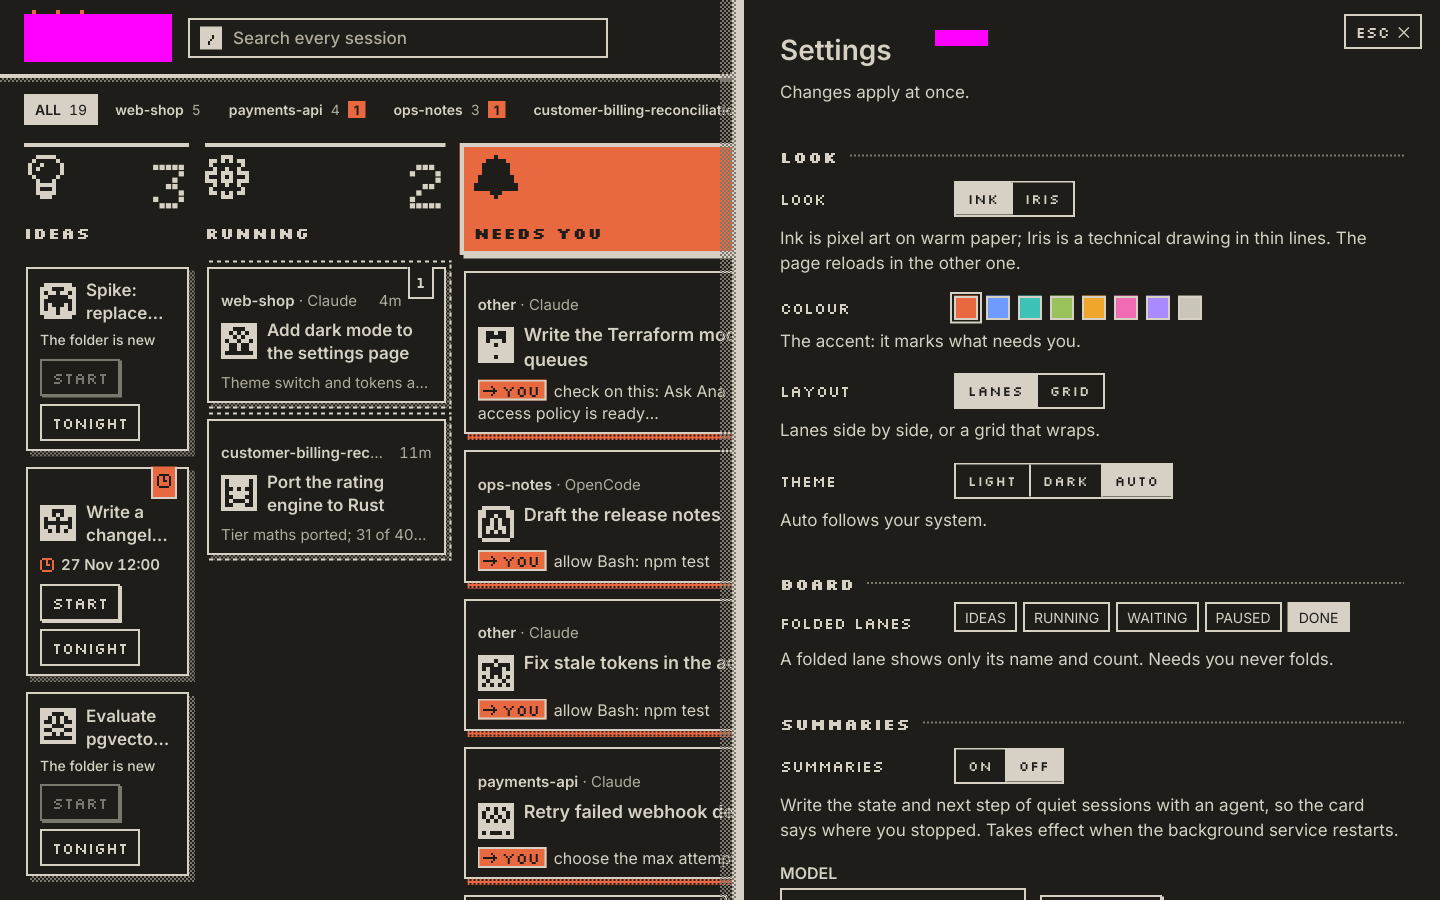 Search every session
ALL 19
web-shop 5
payments-api 4 1
ops-notes 3 1
customer-billing-reconciliat
3
IDEAS
2
RUNNING
NEEDS YOU
Spike:
replace...
The folder is new
START
TONIGHT
Write a
changel...
27 Nov 12:00
START
TONIGHT
Evaluate
pgvecto...
The folder is new
START
TONIGHT
1
web-shop · Claude 4m
Add dark mode to
the settings page
Theme switch and tokens a...
customer-billing-rec... 11m
Port the rating
engine to Rust
Tier maths ported; 31 of 40...
other · Claude
Write the Terraform mo
queues
→ YOU check on this: Ask Ana
access policy is ready...
ops-notes · OpenCode
Draft the release notes
→ YOU allow Bash: npm test
other · Claude
Fix stale tokens in the a
→ YOU allow Bash: npm test
payments-api · Claude
Retry failed webhook d
→ YOU choose the max attem
Settings
ESC ×
Changes apply at once.
LOOK
LOOK
INK IRIS
Ink is pixel art on warm paper; Iris is a technical drawing in thin lines. The
page reloads in the other one.
COLOUR
The accent: it marks what needs you.
LAYOUT
LANES GRID
Lanes side by side, or a grid that wraps.
THEME
LIGHT DARK AUTO
Auto follows your system.
BOARD
FOLDED LANES
IDEAS RUNNING WAITING PAUSED DONE
A folded lane shows only its name and count. Needs you never folds.
SUMMARIES
SUMMARIES
ON OFF
Write the state and next step of quiet sessions with an agent, so the card
says where you stopped. Takes effect when the background service restarts.
MODEL